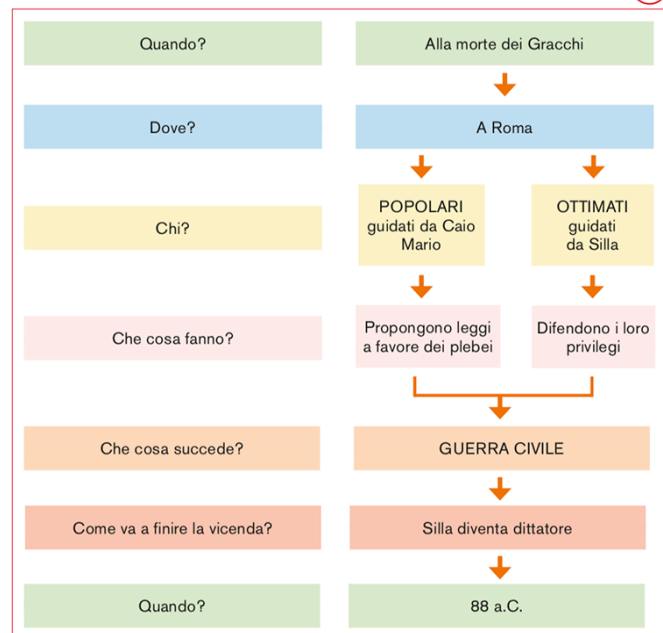 Quando?
Alla morte dei Gracchi
Dove?
A Roma
Chi?
POPOLARI
guidati da Caio
Mario
OTTIMATI
guidati
da Silla
Che cosa fanno?
Propongono leggi
a favore dei plebei
Difendono i loro
privilegi
Che cosa succede?
GUERRA CIVILE
Come va a finire la vicenda?
Silla diventa dittatore
Quando?
88 a.C.